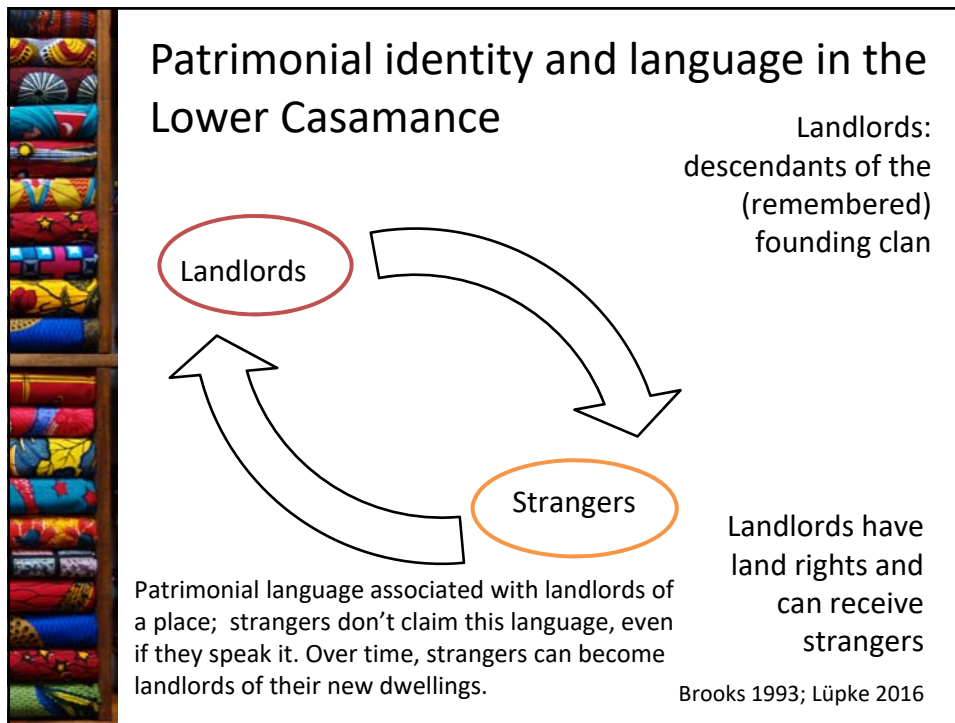 Patrimonial identity and language in the
Lower Casamance
Landlords:
descendants of the
(remembered)
founding clan
Landlords
Strangers
Landlords have
land rights and
can receive
strangers
Patrimonial language associated with landlords of
a place;  strangers don’t claim this language, even
if they speak it. Over time, strangers can become
landlords of their new dwellings.
Brooks 1993; Lüpke 2016